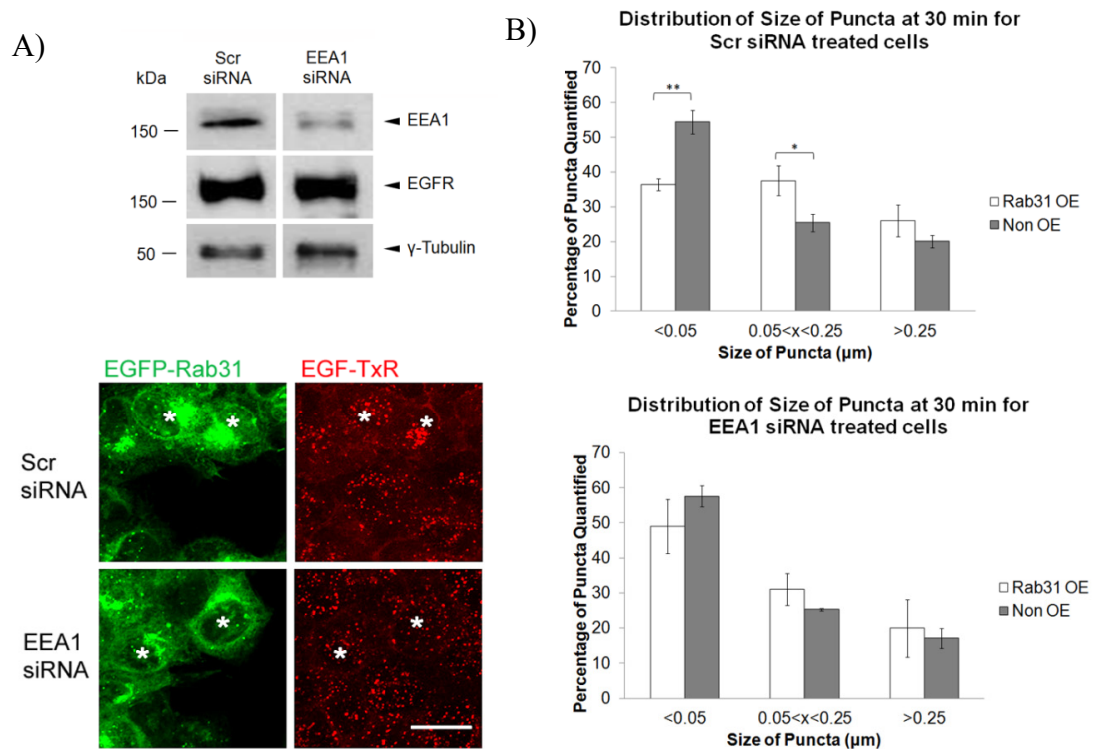 A)
Scr
siRNA
EEA1
siRNA
kDa
150
EEA1
150
EGFR
50
γ-Tubulin
EGFP-Rab31
EGF-TxR
Scr
siRNA
*
*
*
*
EEA1
siRNA
*
*
*
*
B)
Distribution of Size of Puncta at 30 min for
Scr siRNA treated cells
Percentage of Puncta Quantified
70
60
50
40
30
20
10
0
**
*
Rab31 OE
Non OE
<0.05
0.05<x<0.25
>0.25
Size of Puncta (µm)
Distribution of Size of Puncta at 30 min for
EEA1 siRNA treated cells
Percentage of Puncta Quantified
70
60
50
40
30
20
10
0
Rab31 OE
Non OE
<0.05
0.05<x<0.25
>0.25
Size of Puncta (µm)